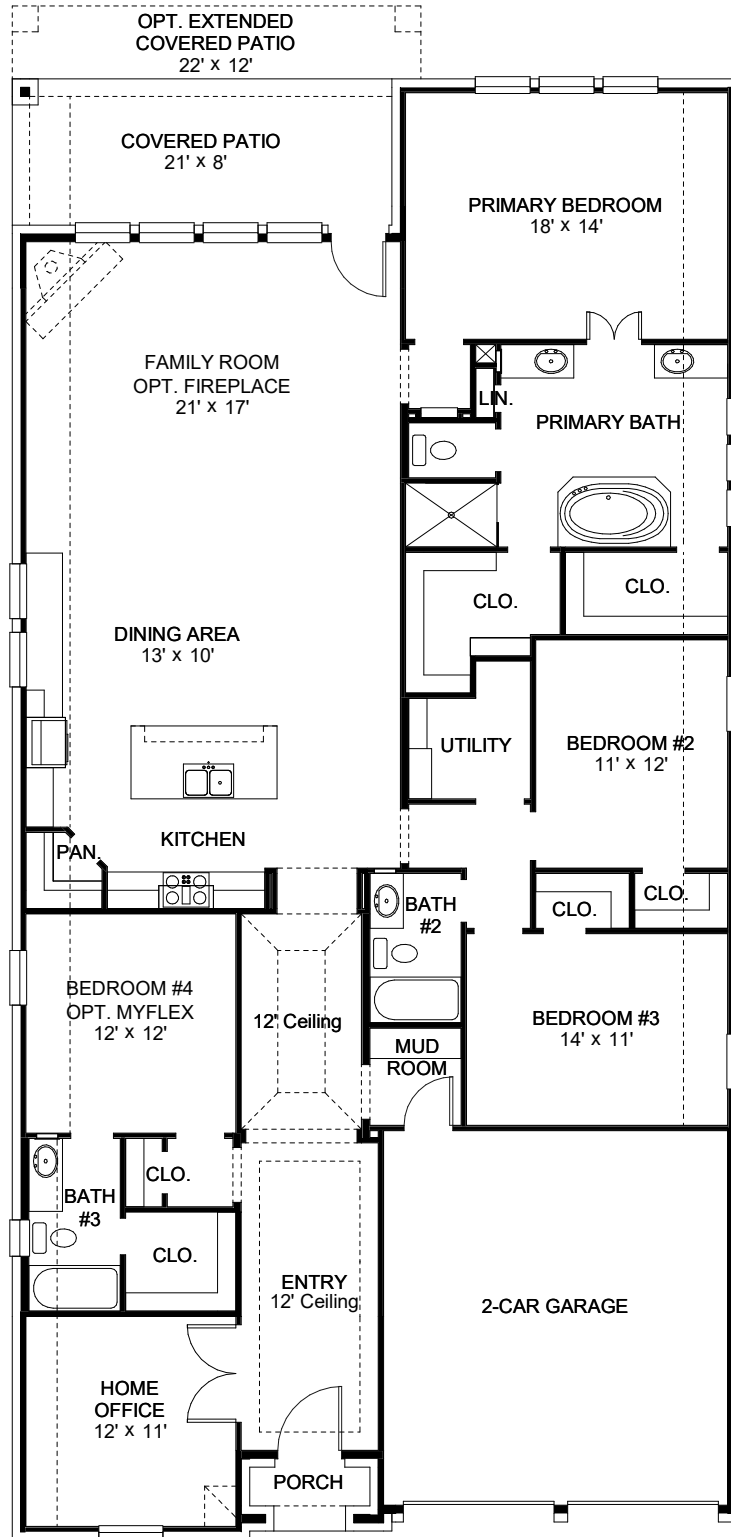 OPT. EXTENDED
COVERED PATIO
22' x 12'
COVERED PATIO
21' x 8'
PRIMARY BEDROOM
18' x 14'
FAMILY ROOM
OPT. FIREPLACE
21' x 17'
LIN.
PRIMARY BATH
CLO.
CLO.
DINING AREA
13' x 10'
UTILITY
BEDROOM #2
11' x 12'
KITCHEN
PAN.
BATH
#2
CLO.
CLO.
BEDROOM #4
OPT. MYFLEX
12' x 12'
12' Ceiling
BEDROOM #3
14' x 11'
MUD
ROOM
CLO.
BATH
#3
CLO.
ENTRY
12' Ceiling
2-CAR GARAGE
HOME
OFFICE
12' x 11'
PORCH